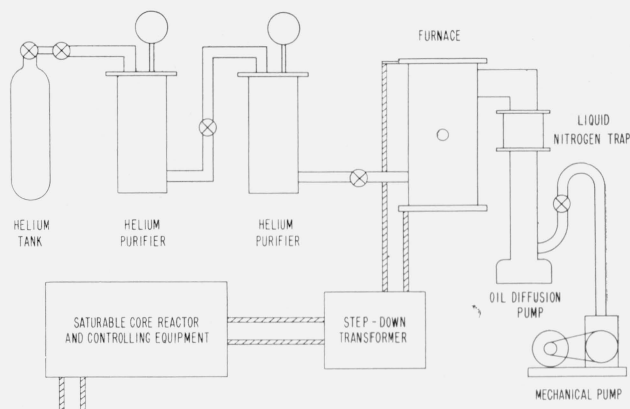 FURNACE
LIQUID
NITROGEN TRAP
HELIUM
TANK
HELIUM
PURIFIER
HELIUM
PURIFIER
OIL DIFFUSION
PUMP
SATURABLE CORE REACTOR
AND CONTROLLING EQUIPMENT
STEP-DOWN
TRANSFORMER
MECHANICAL PUMP